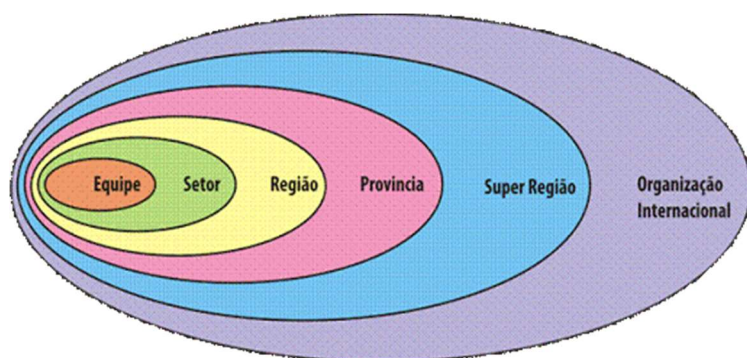 Equipe
Setor
Região
Provincia
Super Região
Organização
Internacional